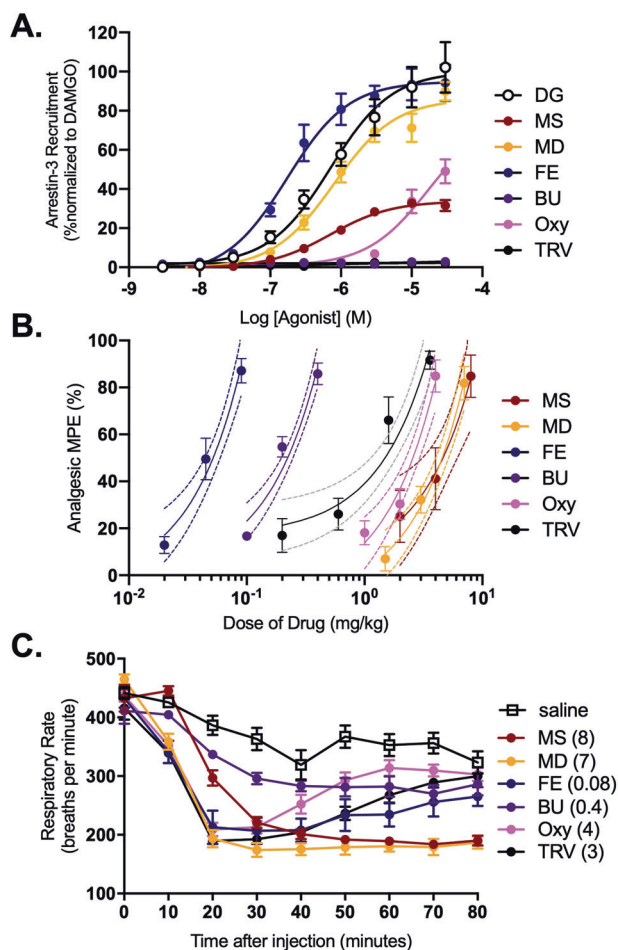 A.
Arrestin-3 Recruitment
(%normalized to DAMGO)
120
100
80
60
40
20
0
-9
-8
-7
-6
-5
-4
Log [Agonist] (M)
DG
MS
MD
FE
BU
Oxy
TRV
B.
Analgesic MPE (%)
100
80
60
40
20
0
10-2
10-1
100
101
Dose of Drug (mg/kg)
MS
MD
FE
BU
Oxy
TRV
C.
Respiratory Rate
(breaths per minute)
500
400
300
200
100
0
10
20
30
40
50
60
70
80
Time after injection (minutes)
saline
MS (8)
MD (7)
FE (0.08)
BU (0.4)
Oxy (4)
TRV (3)